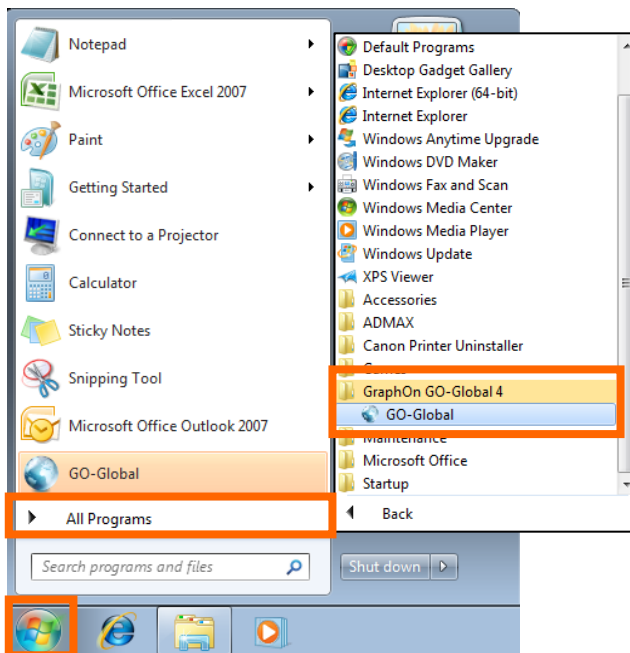 Notepad
Microsoft Office Excel 2007
Paint
Getting Started
Connect to a Projector
Calculator
Sticky Notes
Snipping Tool
Microsoft Office Outlook 2007
GO-Global
All Programs
Search programs and files
Shut down
Default Programs
Desktop Gadget Gallery
Internet Explorer (64-bit)
Internet Explorer
Windows Anytime Upgrade
Windows DVD Maker
Windows Fax and Scan
Windows Media Center
Windows Media Player
Windows Update
XPS Viewer
Accessories
ADMAX
Canon Printer Uninstaller
GraphOn GO-Global 4
GO-Global
Maintenance
Microsoft Office
Startup
Back